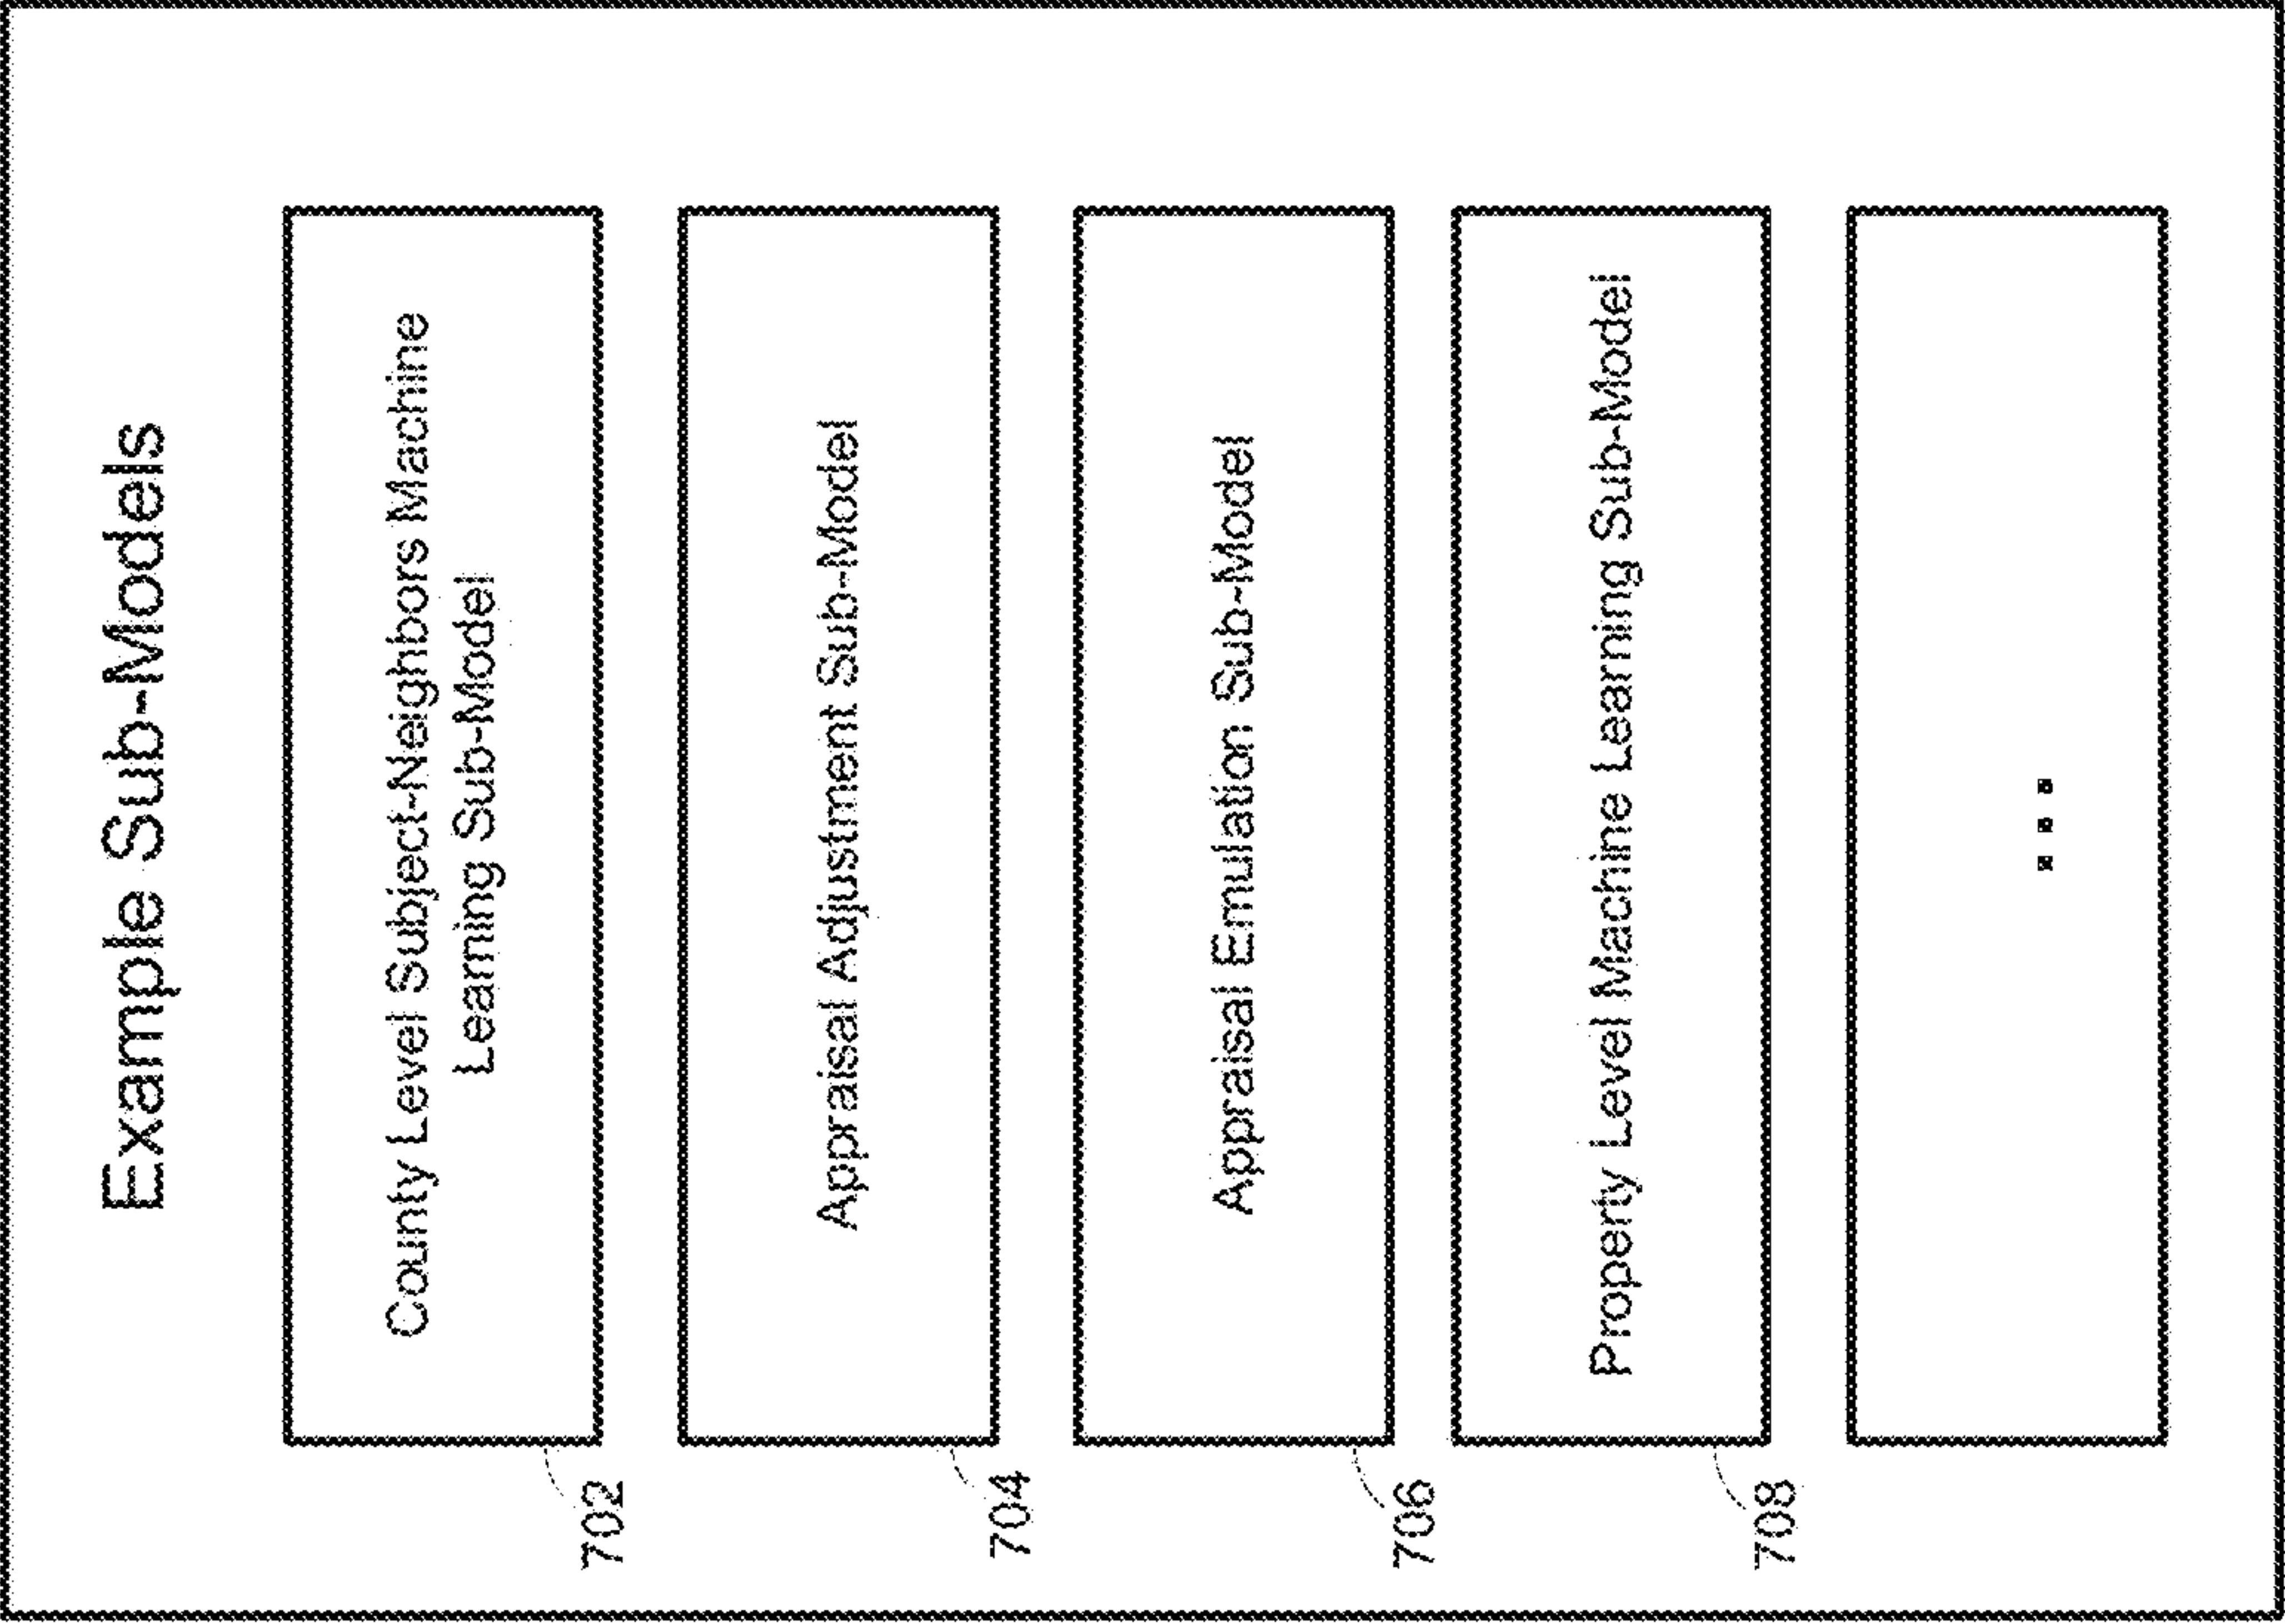 Example Sub-Models
County Level Subject-Neighbors Machine
Learning Sub-Model
702
Appraisal Adjustment Sub-Model
704
Appraisal Emulation Sub-Model
706
Property Level Machine Learning Sub-Model
708
...